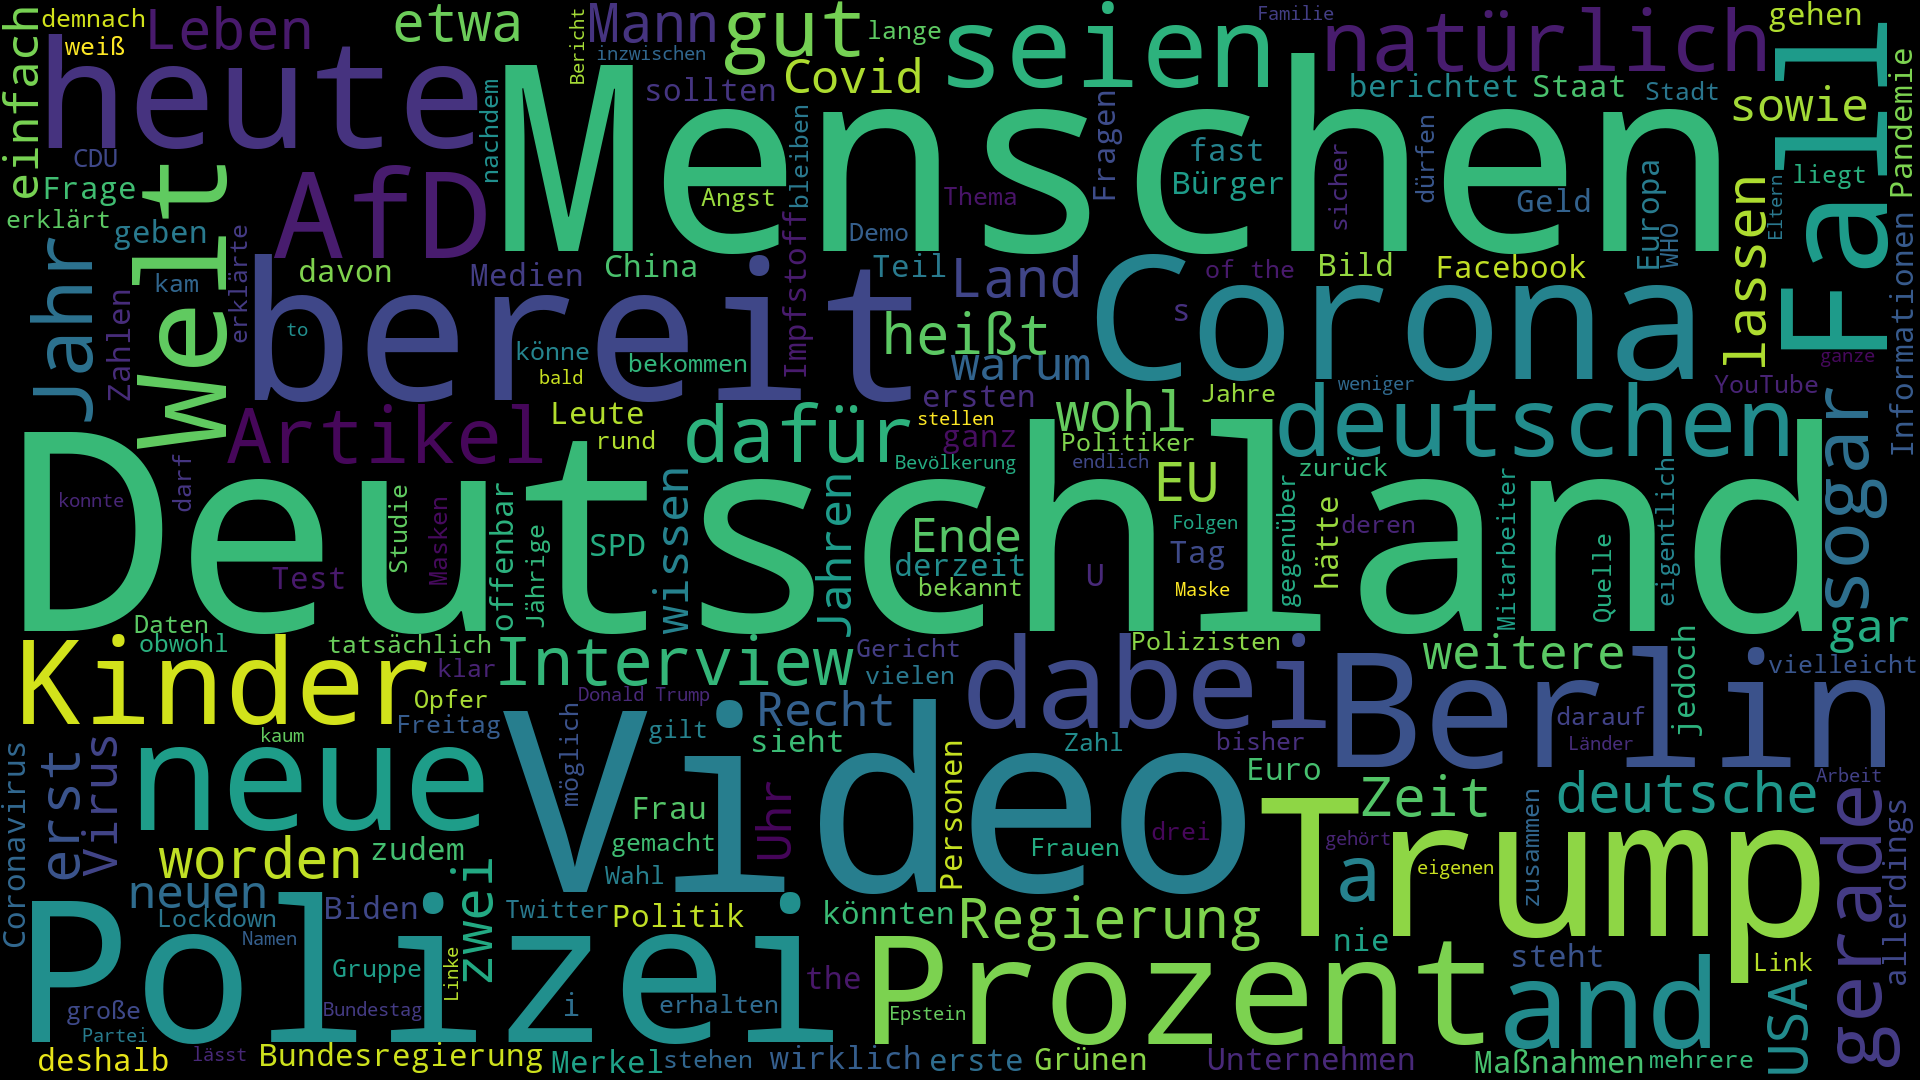 demnach
weiß
Leben
etwa
Mann
Bericht
inzwischen
gut
lange
seien
Familie
natürlich
gehen
einfach
heute
nachdem
sollten
Covid
Menschen
berichtet
Staat
Stadt
sowie
Fall
Pandemie
CDU
Frage
erklärt
Welt
AfD
Angst
bleiben
Demo
Thema
Fragen
fast
Bürger
sicher
dürfen
Geld
Europa
WHO
lassen
liegt
Eltern
Informationen
geben
erklärte
Jahr
Zahlen
kam
davon
Medien
China
Impfstoff
Teil
Land
of the
Bild
Facebook
bereit
to
könne
bald
bekommen
heißt
warum
s
Corona
ganze
YouTube
weniger
Jahre
ersten
Artikel
Leute
rund
dafür
stellen
ganz
Bevölkerung
wohl
Politiker
endlich
deutschen
sogar
konnte
darf
Deutschland
Studie
Masken
Test
offenbar
Jährige
SPD
wissen
Jahren
Ende
derzeit
bekannt
EU
Folgen
Tag
Maske
U
zurück
gegenüber
hätte
deren
Mitarbeiter
Quelle
eigentlich
gar
Daten
obwohl
tatsächlich
Kinder
klar
Opfer
Freitag
kaum
Interview
Gericht
vielen
Donald Trump
möglich
gilt
Recht
sieht
dabei
Polizisten
Zahl
bisher
Euro
Berlin
weitere
jedoch
vielleicht
darauf
Länder
Coronavirus
erst
Virus
neue
Video
Frau
gemacht
Wahl
Uhr
Personen
Frauen
drei
Trump
Zeit
deutsche
Arbeit
gerade
allerdings
worden
zudem
neuen
Lockdown
Namen
Biden
zwei
Twitter
Politik
könnten
Regierung
a
gehört
eigenen
zusammen
nie
steht
Link
Polizei
Gruppe
Linke
Bundestag
große
Partei
i
erhalten
the
Prozent
Epstein
and
USA
deshalb
lässt
Bundesregierung
Merkel
stehen
wirklich
erste
Grünen
Unternehmen
Maßnahmen
mehrere